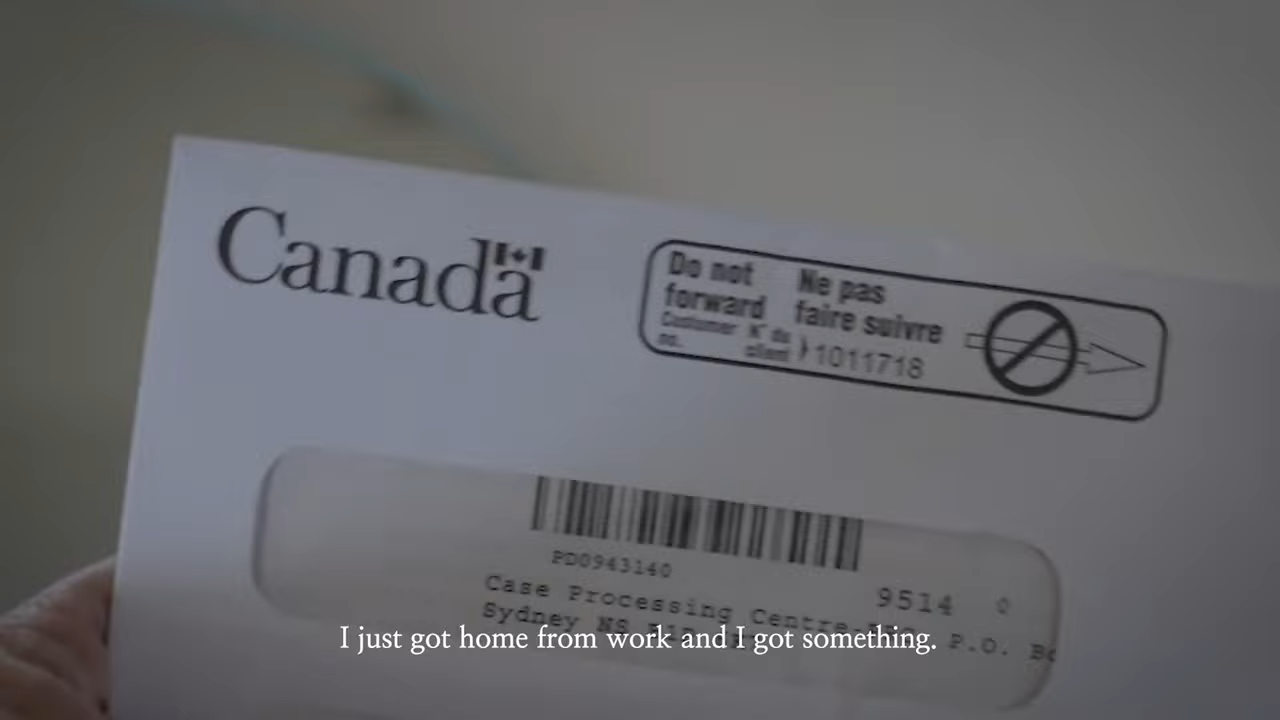 Canada
Do not
forward
Ne pas
faire suivre
Customer
no.
N° du
client
1011718
PD0943140
9514
Case Processing Centre P.O.
Sydney NS
I just got home from work and I got something.